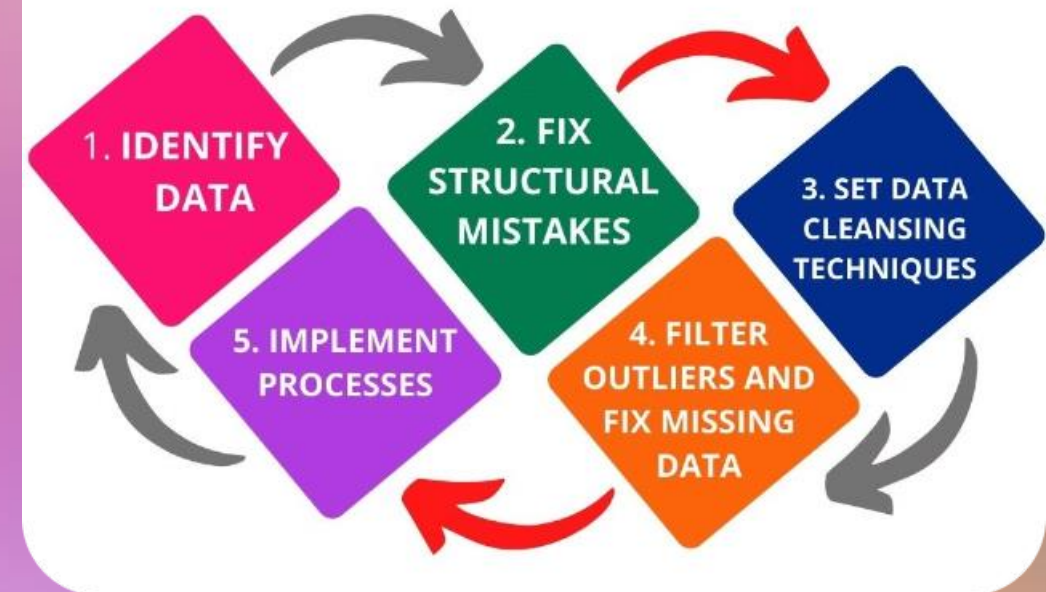 1. IDENTIFY
DATA
2. FIX
STRUCTURAL
MISTAKES
3. SET DATA
CLEANSING
TECHNIQUES
4. FILTER
OUTLIERS AND
FIX MISSING
DATA
5. IMPLEMENT
PROCESSES